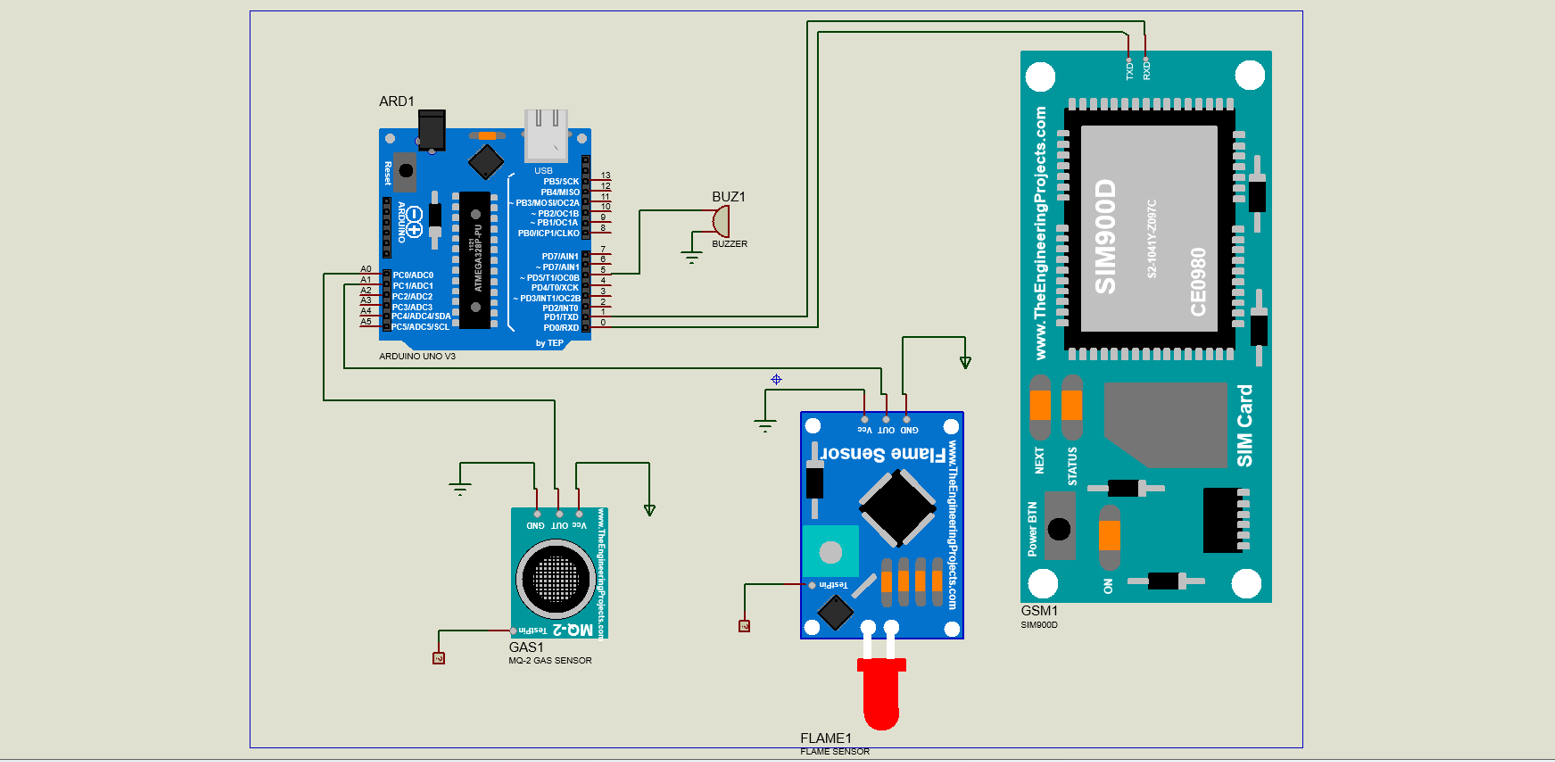 ARD1
Reset
ARDUINO
ATMEGA328P-PU
1121
USB
PB5/SCK 13
PB4/MISO 12
~ PB3/MOSI/OC2A 11
~ PB2/OC1B 10
~ PB1/OC1A 9
PB0/ICP1/CLKO 8
PD7/AIN1 7
~ PD7/AIN1 6
~ PD5/T1/OC0B 5
PD4/T0/XCK 4
~ PD3/INT1/OC2B 3
PD2/INT0 2
PD1/TXD 1
PD0/RXD 0
by TEP
A0 PC0/ADC0
A1 PC1/ADC1
A2 PC2/ADC2
A3 PC3/ADC3
A4 PC4/ADC4/SDA
A5 PC5/ADC5/SCL
ARDUINO UNO V3
BUZ1
BUZZER
TXD
RXD
www.TheEngineeringProjects.com
SIM900D
S2-1041Y-Z097C
CE0980
NEXT
STATUS
SIM Card
Power BTN
ON
GSM1
SIM900D
GND OUT Vcc
www.TheEngineeringProjects.com
MQ-2
TestPin
?
GAS1
MQ-2 GAS SENSOR
Vcc OUT GND
Flame Sensor
www.TheEngineeringProjects.com
TestPin
?
FLAME1
FLAME SENSOR